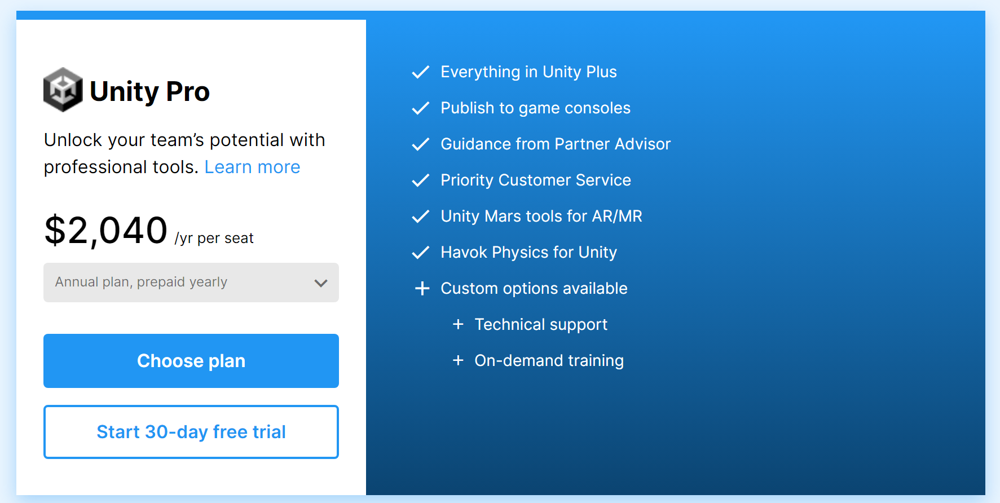 Unity Pro
Unlock your team’s potential with
professional tools. Learn more
$2,040 /yr per seat
Annual plan, prepaid yearly
Choose plan
Start 30-day free trial
Everything in Unity Plus
Publish to game consoles
Guidance from Partner Advisor
Priority Customer Service
Unity Mars tools for AR/MR
Havok Physics for Unity
+ Custom options available
+ Technical support
+ On-demand training